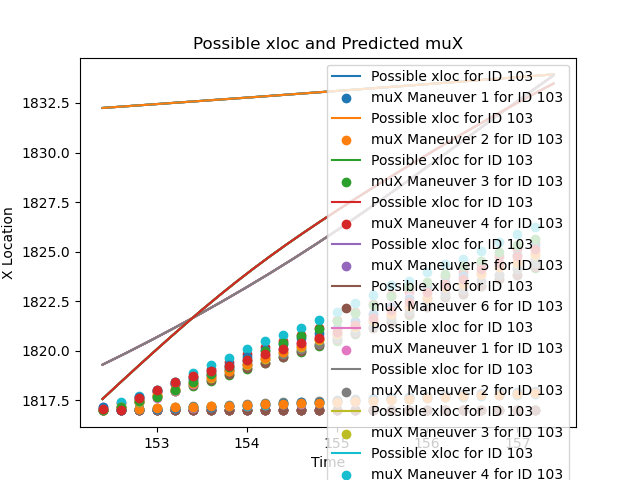 Possible xloc and Predicted muX
X Location
1832.5
1830.0
1827.5
1825.0
1822.5
1820.0
1817.5
Possible xloc for ID 103
muX Maneuver 1 for ID 103
Possible xloc for ID 103
muX Maneuver 2 for ID 103
Possible xloc for ID 103
muX Maneuver 3 for ID 103
Possible xloc for ID 103
muX Maneuver 4 for ID 103
Possible xloc for ID 103
muX Maneuver 5 for ID 103
Possible xloc for ID 103
muX Maneuver 6 for ID 103
Possible xloc for ID 103
muX Maneuver 1 for ID 103
Possible xloc for ID 103
muX Maneuver 2 for ID 103
Possible xloc for ID 103
muX Maneuver 3 for ID 103
Possible xloc for ID 103
muX Maneuver 4 for ID 103
153 154 155 156 157
Time